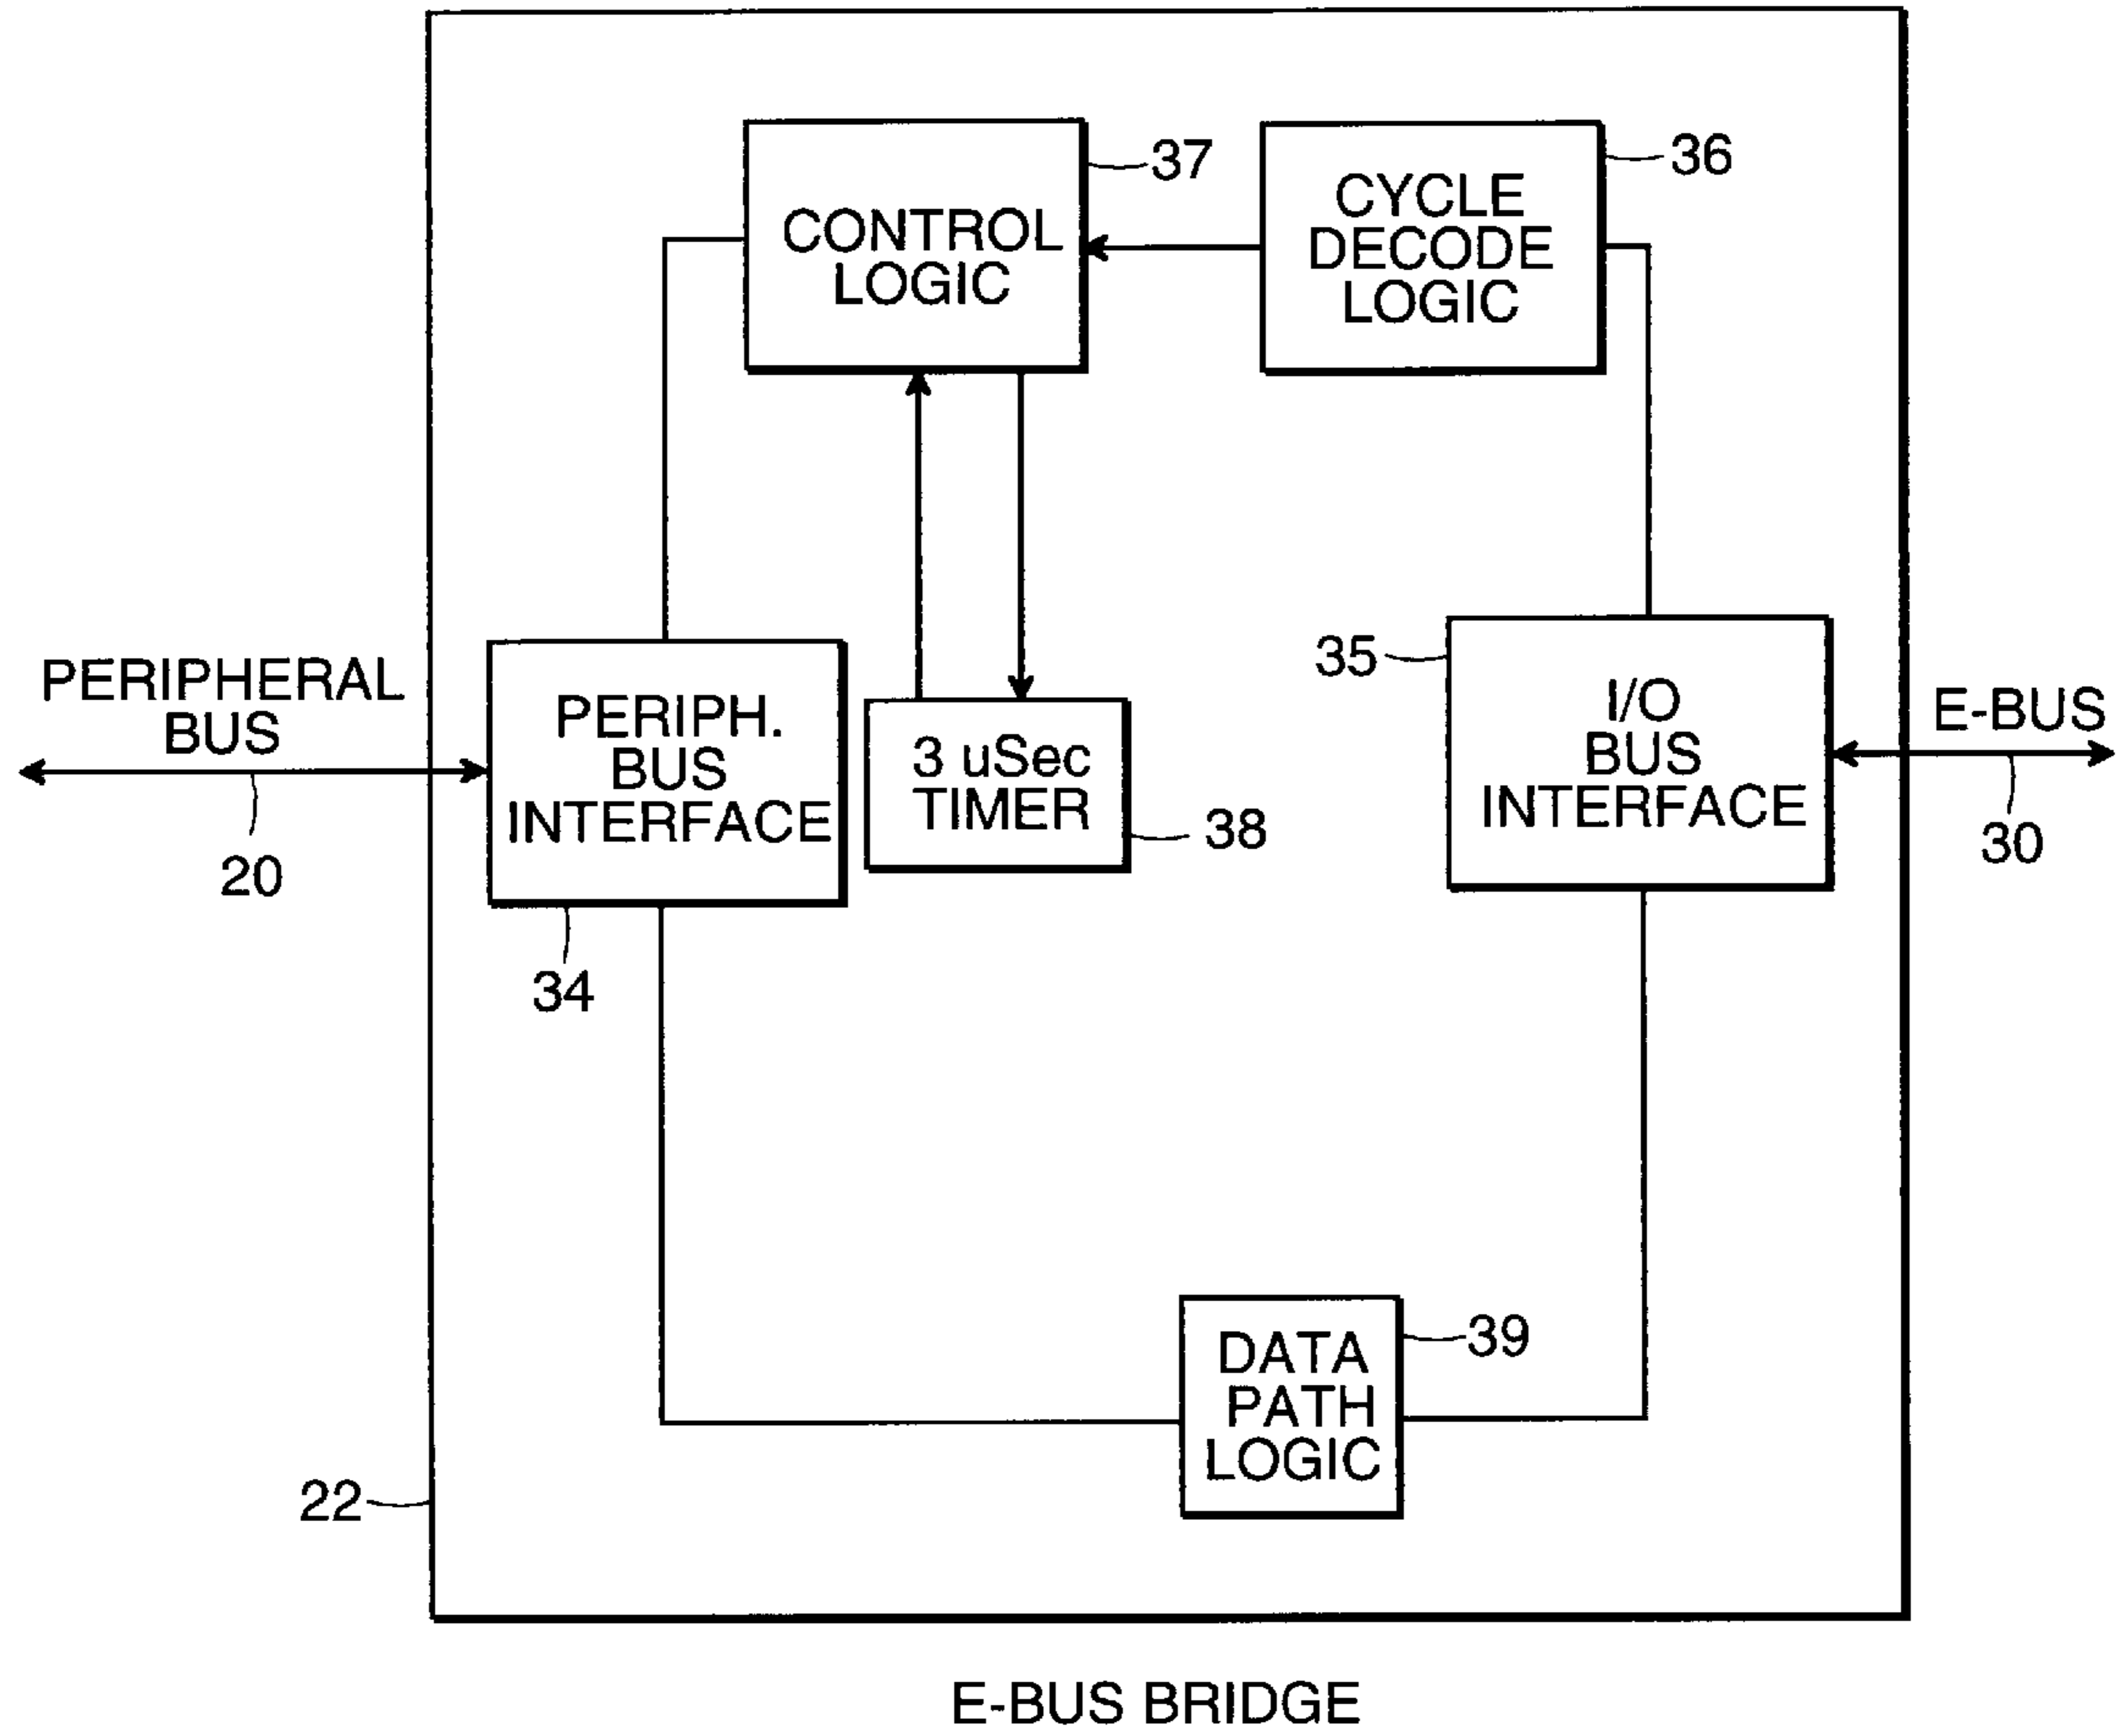 37
36
CONTROL
LOGIC
CYCLE
DECODE
LOGIC
PERIPHERAL
BUS
20
PERIPH.
BUS
INTERFACE
34
3 uSec
TIMER
38
35
I/O
BUS
INTERFACE
E-BUS
30
DATA
PATH
LOGIC
39
22
E-BUS BRIDGE